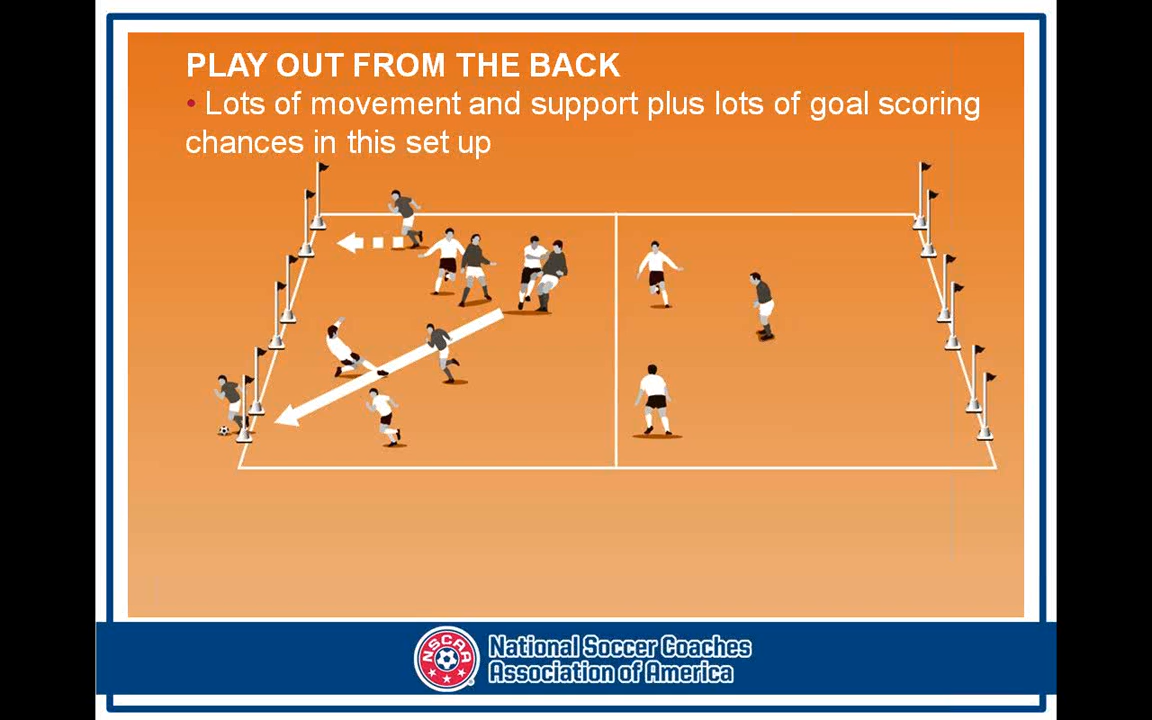 PLAY OUT FROM THE BACK
• Lots of movement and support plus lots of goal scoring
chances in this set up
NSCAA
National Soccer Coaches
Association of America